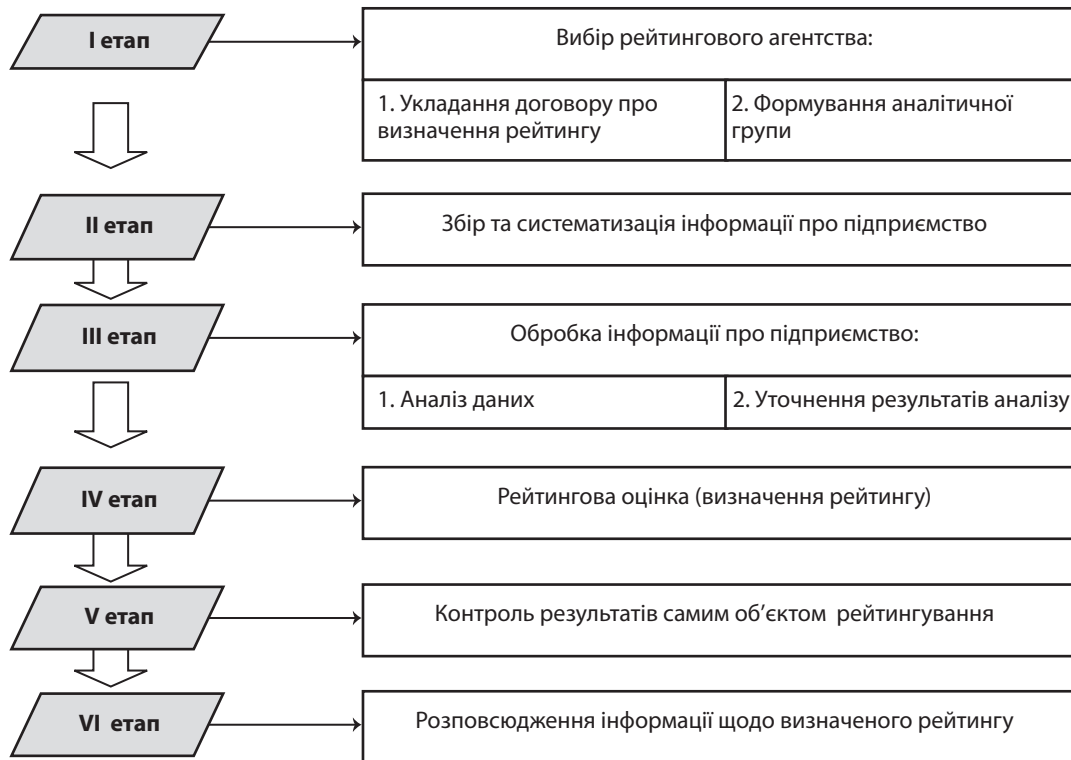 І етап
Вибір рейтингового агентства:
1. Укладання договору про
визначення рейтингу
2. Формування аналітичної
групи
ІІ етап
Збір та систематизація інформації про підприємство
ІІІ етап
Обробка інформації про підприємство:
1. Аналіз даних
2. Уточнення результатів аналізу
IV етап
Рейтингова оцінка (визначення рейтингу)
V етап
Контроль результатів самим об’єктом рейтингування
VI етап
Розповсюдження інформації щодо визначеного рейтингу